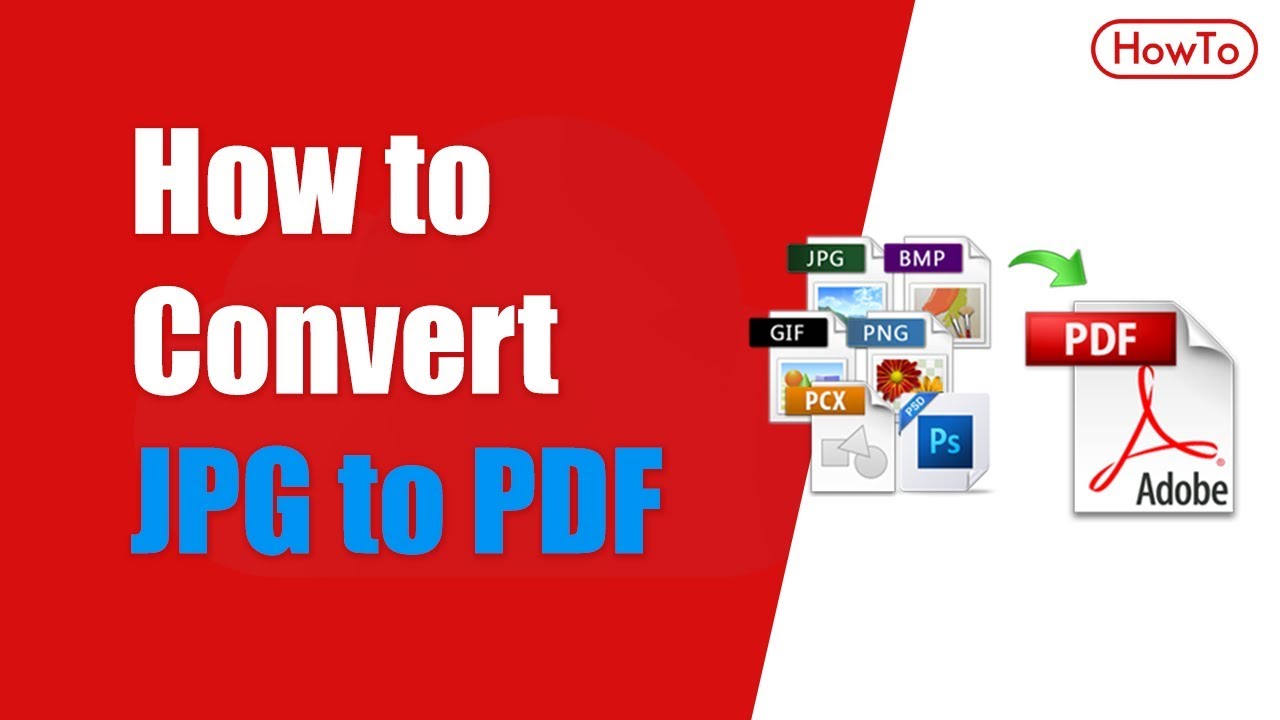 HowTo
How to
Convert
JPG to PDF
JPG
BMP
GIF
PNG
PCX
PSD
Ps
PDF
Adobe
®